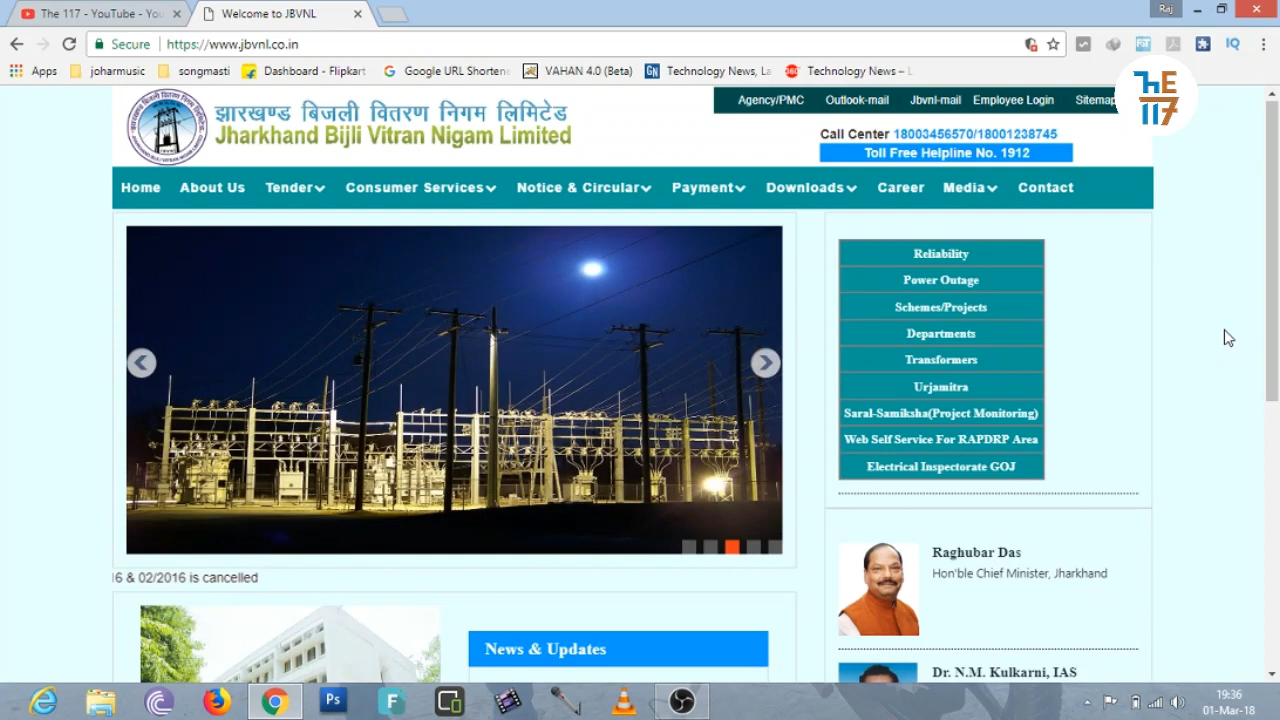 The 117 - YouTube - You
Welcome to JBVNL
Raj
Secure
https://www.jbvnl.co.in
Apps
joharmusic
songmasti
Dashboard - Flipkart
Google URL Shortene
VAHAN 4.0 (Beta)
Technology News, La
Technology News – L
Agency/PMC
Outlook-mail
Jbvnl-mail
Employee Login
Sitemap
THE 117
झारखण्ड बिजली वितरण निगम लिमिटेड
Jharkhand Bijli Vitran Nigam Limited
Call Center 18003456570/18001238745
Toll Free Helpline No. 1912
Home
About Us
Tender
Consumer Services
Notice & Circular
Payment
Downloads
Career
Media
Contact
Reliability
Power Outage
Schemes/Projects
Departments
Transformers
Urjamitra
Saral-Samiksha(Project Monitoring)
Web Self Service For RAPDRP Area
Electrical Inspectorate GOJ
16 & 02/2016 is cancelled
Raghubar Das
Hon'ble Chief Minister, Jharkhand
News & Updates
Dr. N.M. Kulkarni, IAS
19:36
01-Mar-18